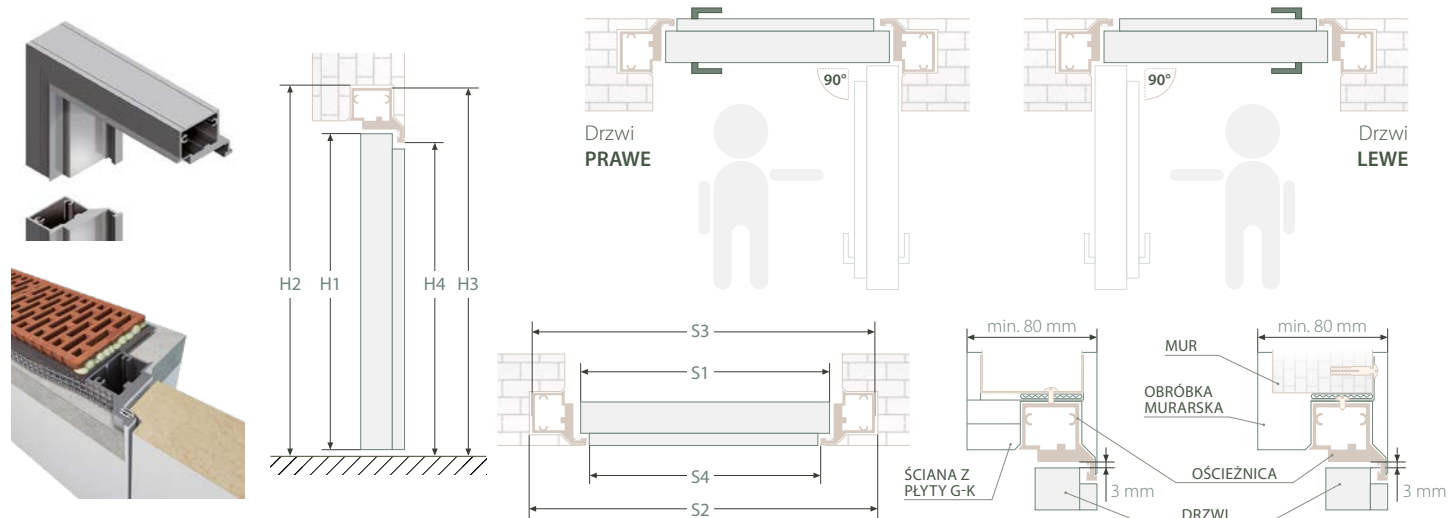 90°
90°
Drzwi
PRAWE
Drzwi
LEWE
H2
H1
H4
H3
S3
S1
S4
S2
min. 80 mm
min. 80 mm
MUR
OBRÓBKA
MURARSKA
ŚCIANA Z
PŁYTY G-K
OŚCIEŻNICA
3 mm
3 mm
DRZWI